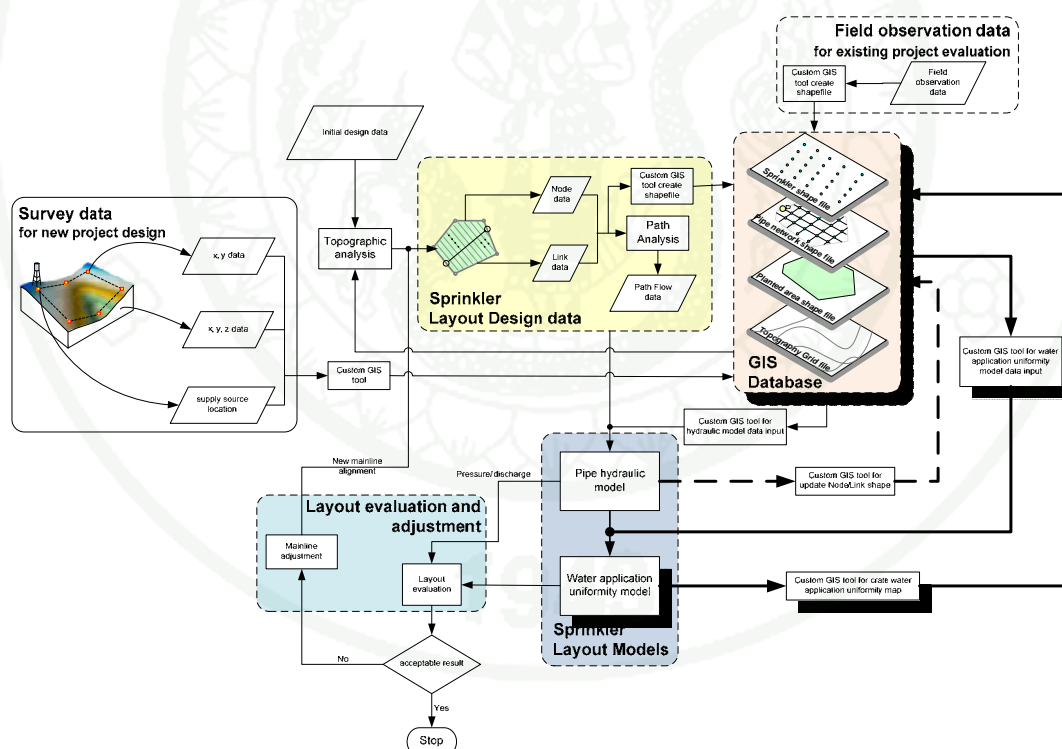 Field observation data
for existing project evaluation
Custom GIS
tool create
shapefile
Field
observation
data
Initial design data
Survey data
for new project design
x, y data
x, y, z data
supply source
location
Topographic
analysis
Custom GIS
tool
Node
data
Link
data
Custom GIS
tool create
shapefile
Path
Analysis
Path Flow
data
Sprinkler
Layout Design data
Sprinkler shape file
Pipe network shape file
Planted area shape file
Topography Grid file
GIS
Database
Custom GIS tool for water
application uniformity
model data input
Custom GIS tool for
hydraulic model data input
New mainline
alignment
Pressure/discharge
Pipe hydraulic
model
Custom GIS tool for
update Node/Link shape
Layout evaluation and
adjustment
Mainline
adjustment
Layout
evaluation
Water application
uniformity model
Custom GIS tool for crate water
application uniformity map
Sprinkler
Layout Models
No
acceptable result
Yes
Stop